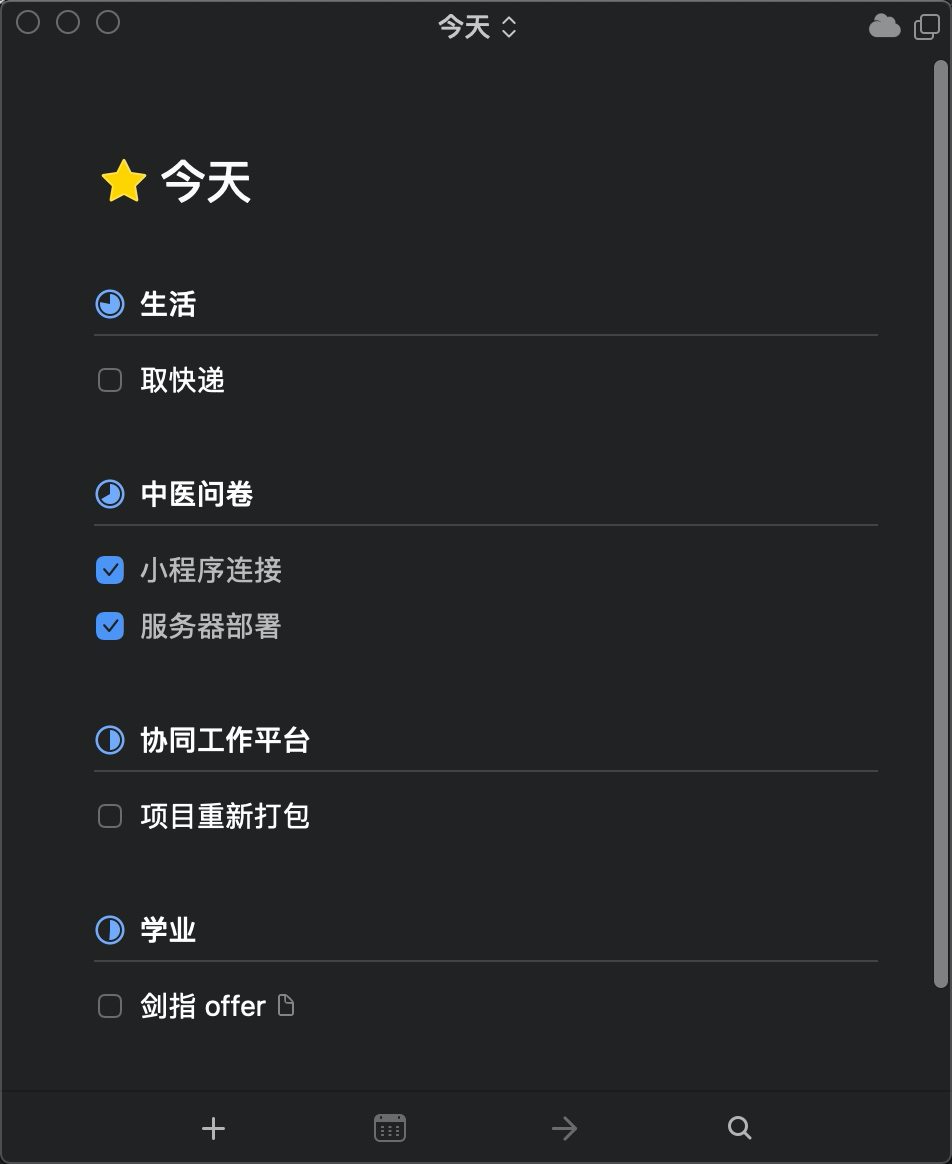 今天
今天
生活
取快递
中医问卷
小程序连接
服务器部署
协同工作平台
项目重新打包
学业
剑指 offer